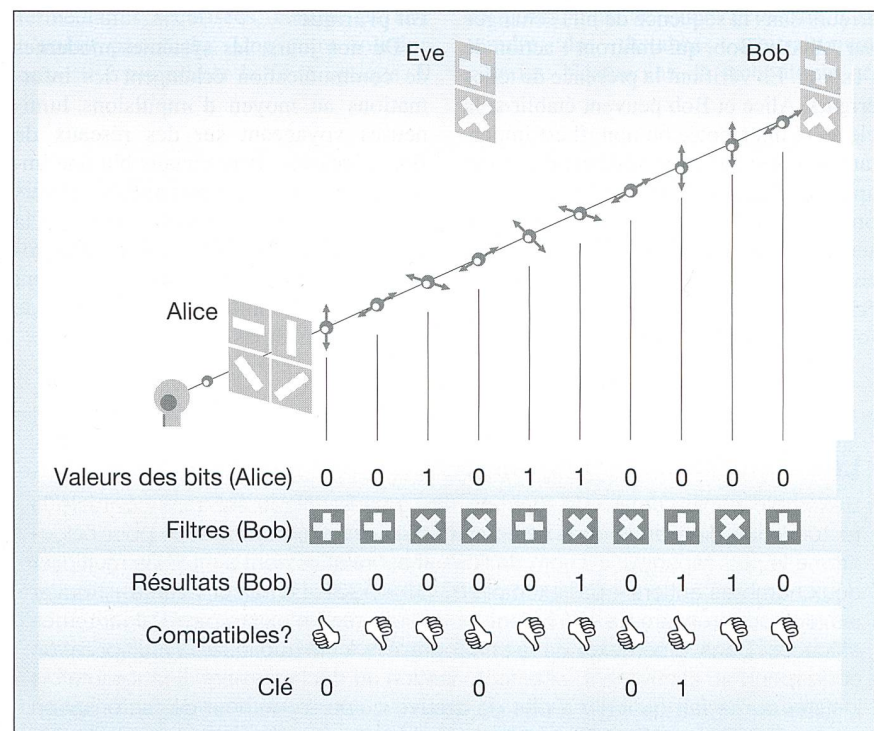 Eve Bob
Alice
Valeurs des bits (Alice) 0 0 1 0 1 1 0 0 0 0
Filtres (Bob)
Résultats (Bob) 0 0 0 0 0 1 0 1 1 0
Compatibles?
Clé 0 0 0 1